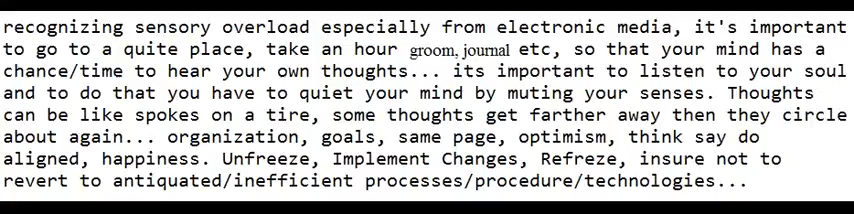 recognizing sensory overload especially from electronic media, it's important
to go to a quite place, take an hour groom, journal etc, so that your mind has a
chance/time to hear your own thoughts... its important to listen to your soul
and to do that you have to quiet your mind by muting your senses. Thoughts
can be like spokes on a tire, some thoughts get farther away then they circle
about again... organization, goals, same page, optimism, think say do
aligned, happiness. Unfreeze, Implement Changes, Refreze, insure not to
revert to antiquated/inefficient processes/procedure/technologies...